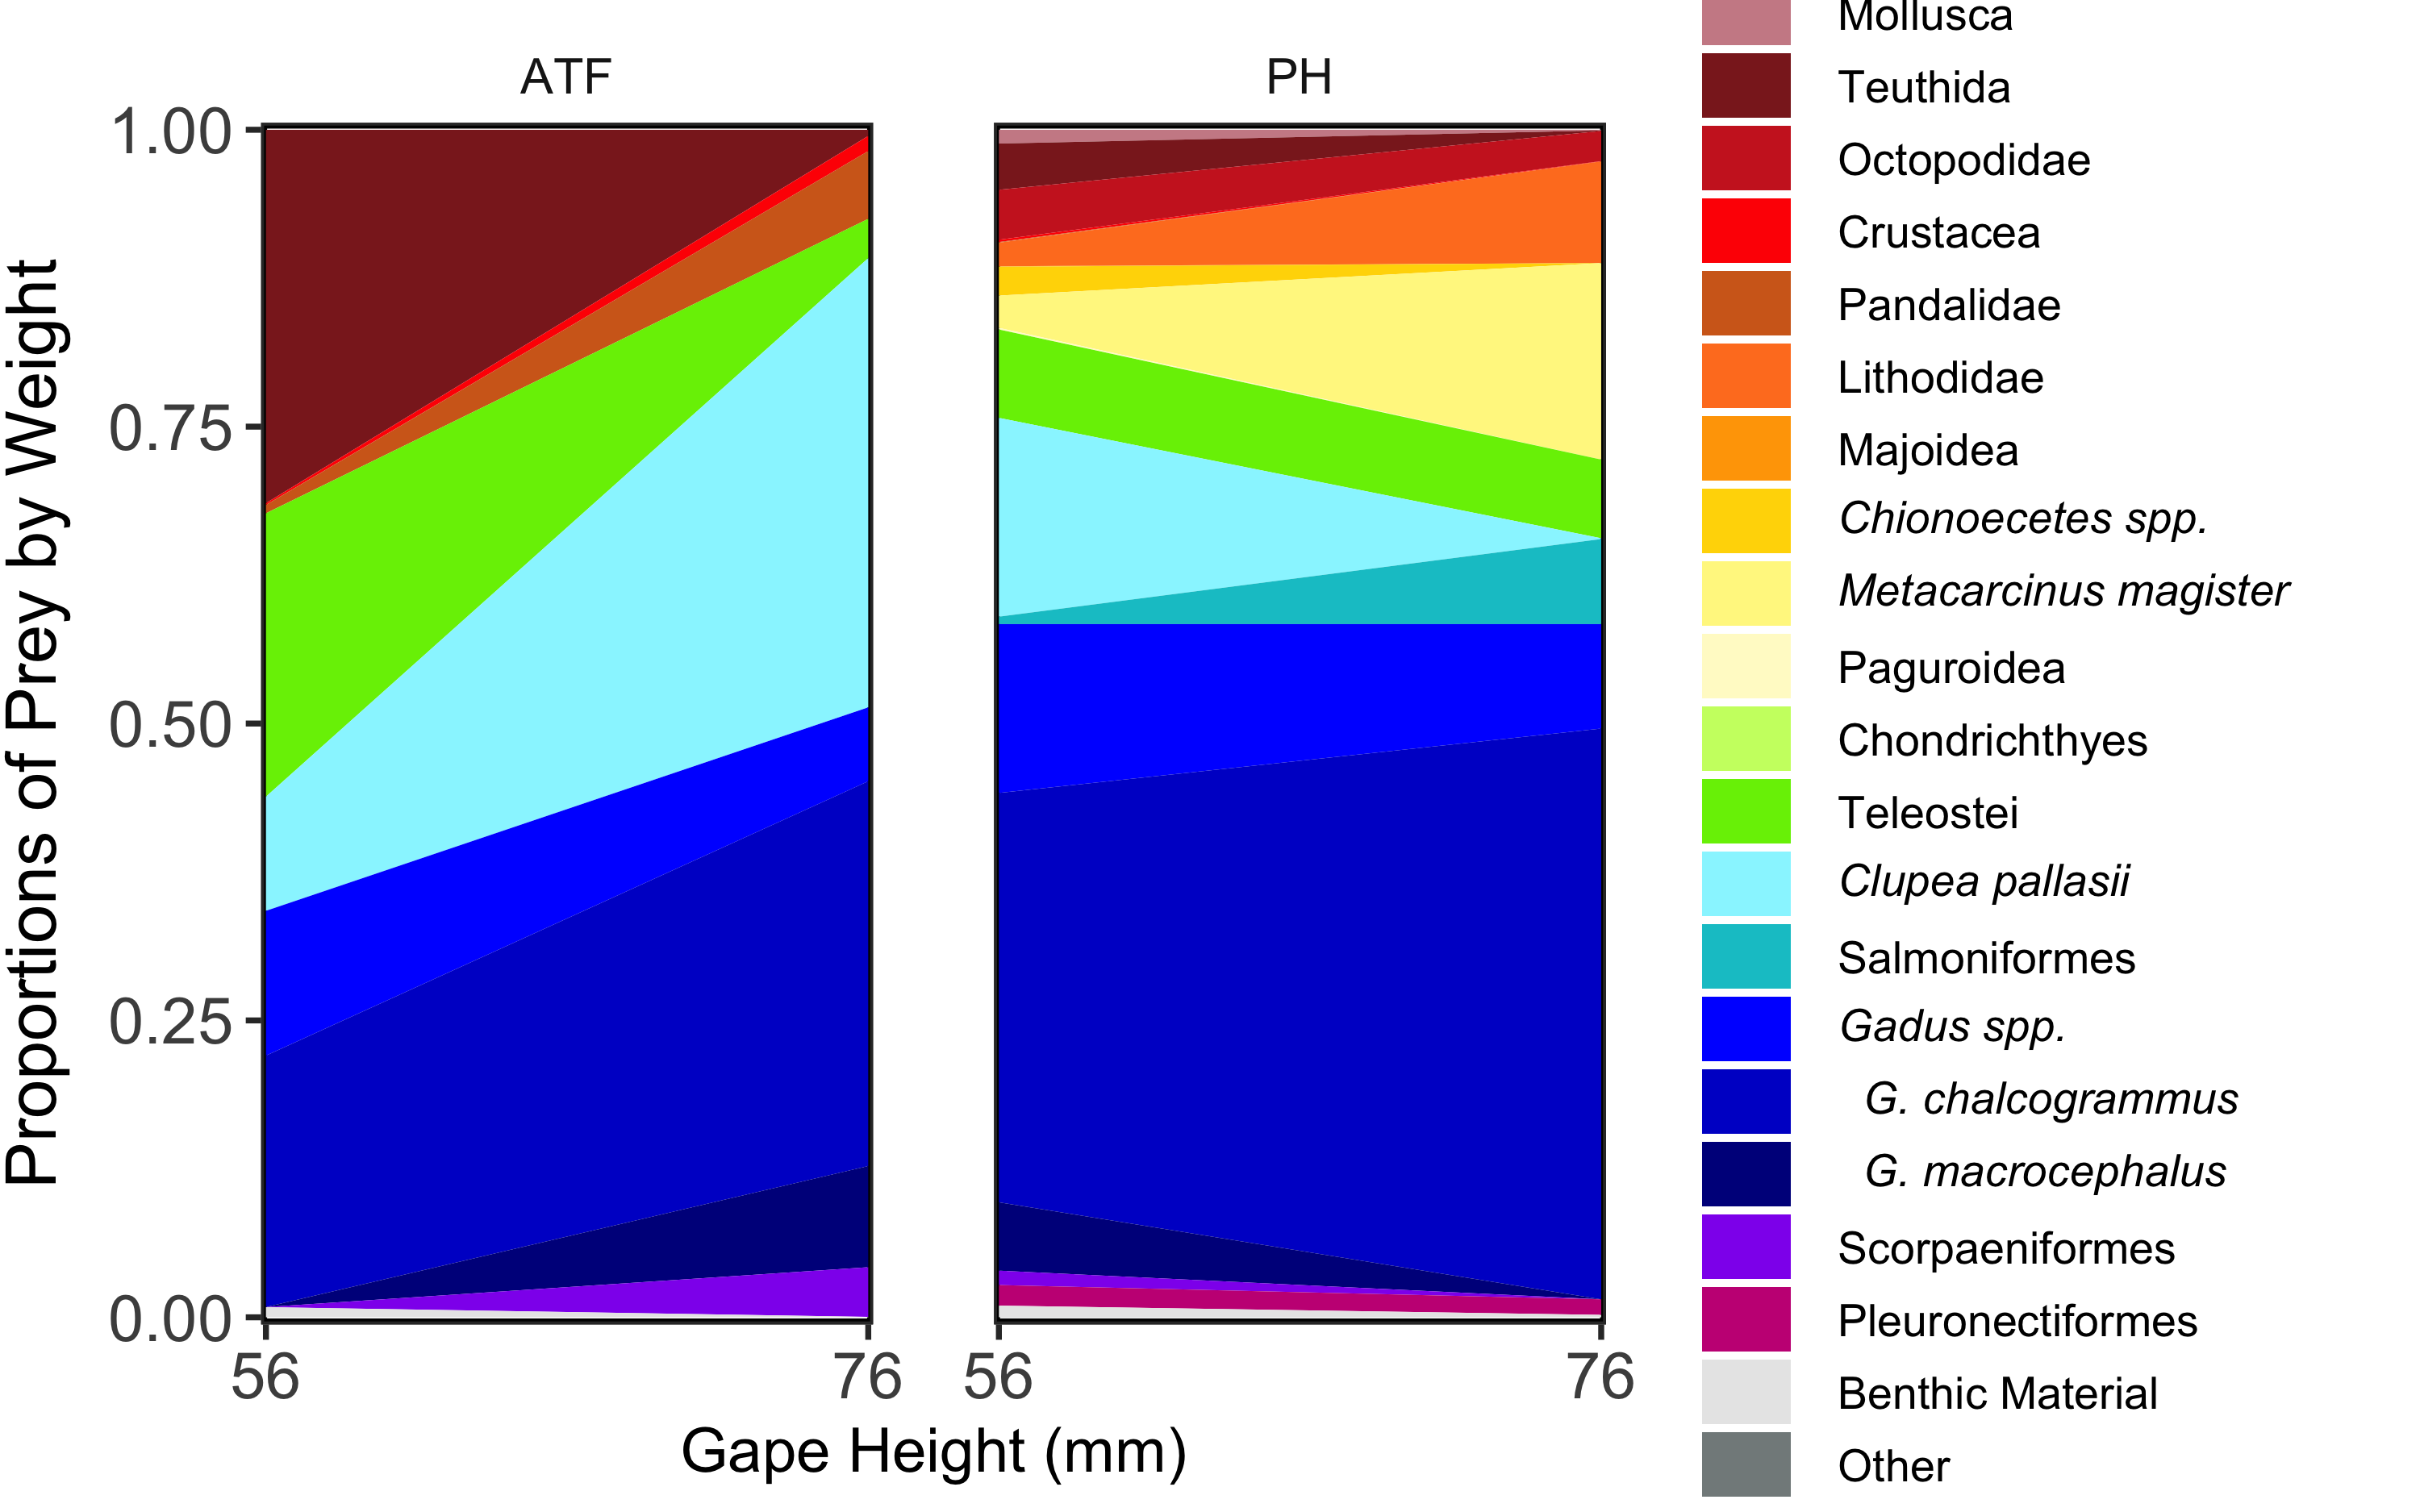 ATF
PH
Proportions of Prey by Weight
1.00
0.75
0.50
0.25
0.00
56
76
56
76
Gape Height (mm)
Mollusca
Teuthida
Octopodidae
Crustacea
Pandalidae
Lithodidae
Majoidea
Chionoecetes spp.
Metacarcinus magister
Paguroidea
Chondrichthyes
Teleostei
Clupea pallasii
Salmoniformes
Gadus spp.
G. chalcogrammus
G. macrocephalus
Scorpaeniformes
Pleuronectiformes
Benthic Material
Other